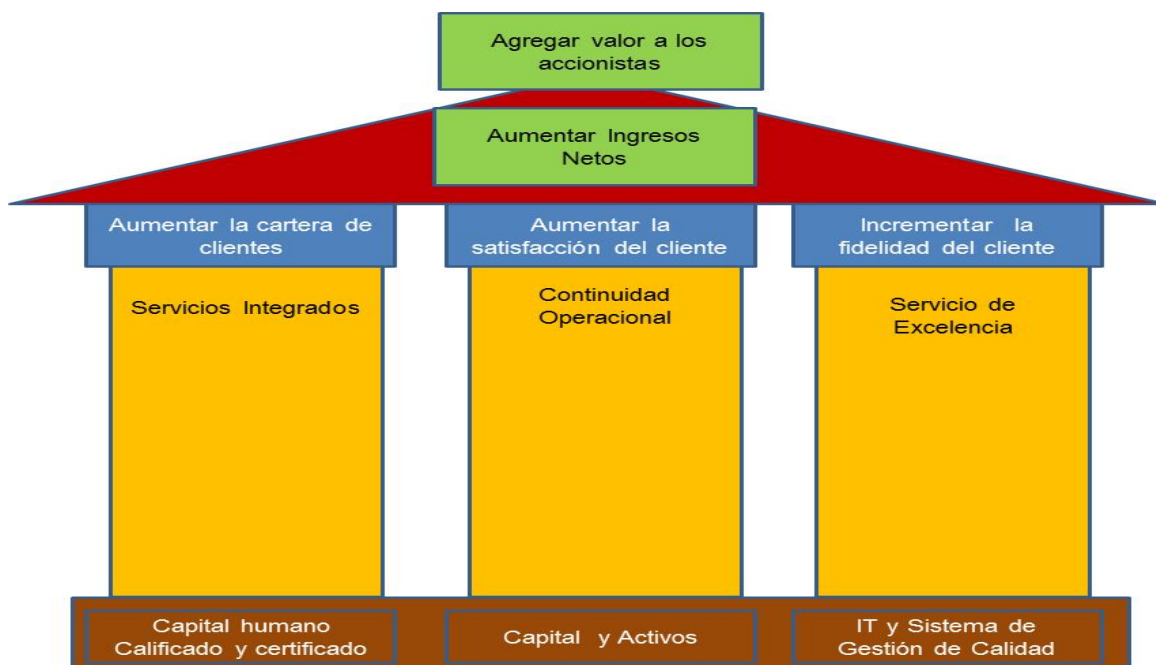 Agregar valor a los
accionistas
Aumentar Ingresos
Netos
Aumentar la cartera de
clientes
Aumentar la
satisfacción del cliente
Incrementar la
fidelidad del cliente
Servicios Integrados
Continuidad
Operacional
Servicio de
Excelencia
Capital humano
Calificado y certificado
Capital y Activos
IT y Sistema de
Gestión de Calidad